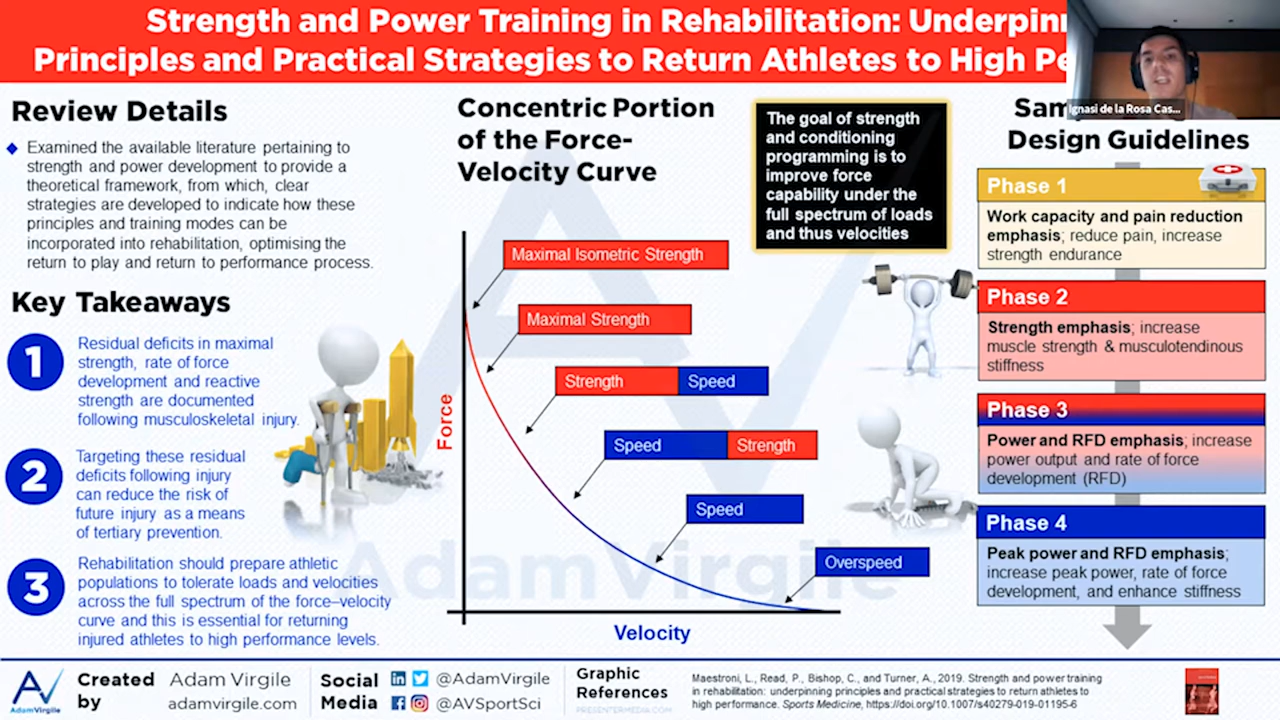 Strength and Power Training in Rehabilitation:
Principles and Practical Strategies to Return Athletes to High
Ignasi de la Rosa Cas...
Review Details
Examined the available literature pertaining to
strength and power development to provide a
theoretical framework, from which, clear
strategies are developed to indicate how these
principles and training modes can be
incorporated into rehabilitation, optimising the
return to play and return to performance process.
Key Takeaways
1
Residual deficits in maximal
strength, rate of force
development and reactive
strength are documented
following musculoskeletal injury.
2
Targeting these residual
deficits following injury
can reduce the risk of
future injury as a means
of tertiary prevention.
3
Rehabilitation should prepare athletic
populations to tolerate loads and velocities
across the full spectrum of the force–velocity
curve and this is essential for returning
injured athletes to high performance levels.
Concentric Portion
of the Force-
Velocity Curve
The goal of strength
and conditioning
programming is to
improve force
capability under the
full spectrum of loads
and thus velocities
Maximal Isometric Strength
Maximal Strength
Strength Speed
Speed Strength
Speed
Overspeed
Force
Velocity
AdamVirgile
Design Guidelines
Phase 1
Work capacity and pain reduction
emphasis; reduce pain, increase
strength endurance
Phase 2
Strength emphasis; increase
muscle strength & musculotendinous
stiffness
Phase 3
Power and RFD emphasis; increase
power output and rate of force
development (RFD)
Phase 4
Peak power and RFD emphasis;
increase peak power, rate of force
development, and enhance stiffness
AdamVirgile
Created
by
Adam Virgile
adamvirgile.com
Social
Media
@AdamVirgile
@AVSportSci
Graphic
References
PRESENTERMEDIA.COM
Maestroni, L., Read, P., Bishop, C., and Turner, A., 2019. Strength and power training
in rehabilitation: underpinning principles and practical strategies to return athletes to
high performance. Sports Medicine, https://doi.org/10.1007/s40279-019-01195-6